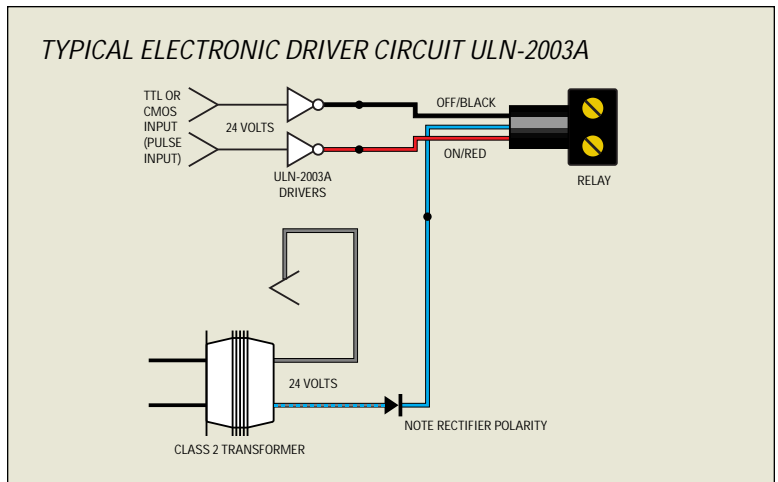 TYPICAL ELECTRONIC DRIVER CIRCUIT ULN-2003A
TTL OR
CMOS
INPUT
(PULSE
INPUT)
24 VOLTS
OFF/BLACK
ON/RED
ULN-2003A
DRIVERS
RELAY
24 VOLTS
NOTE RECTIFIER POLARITY
CLASS 2 TRANSFORMER